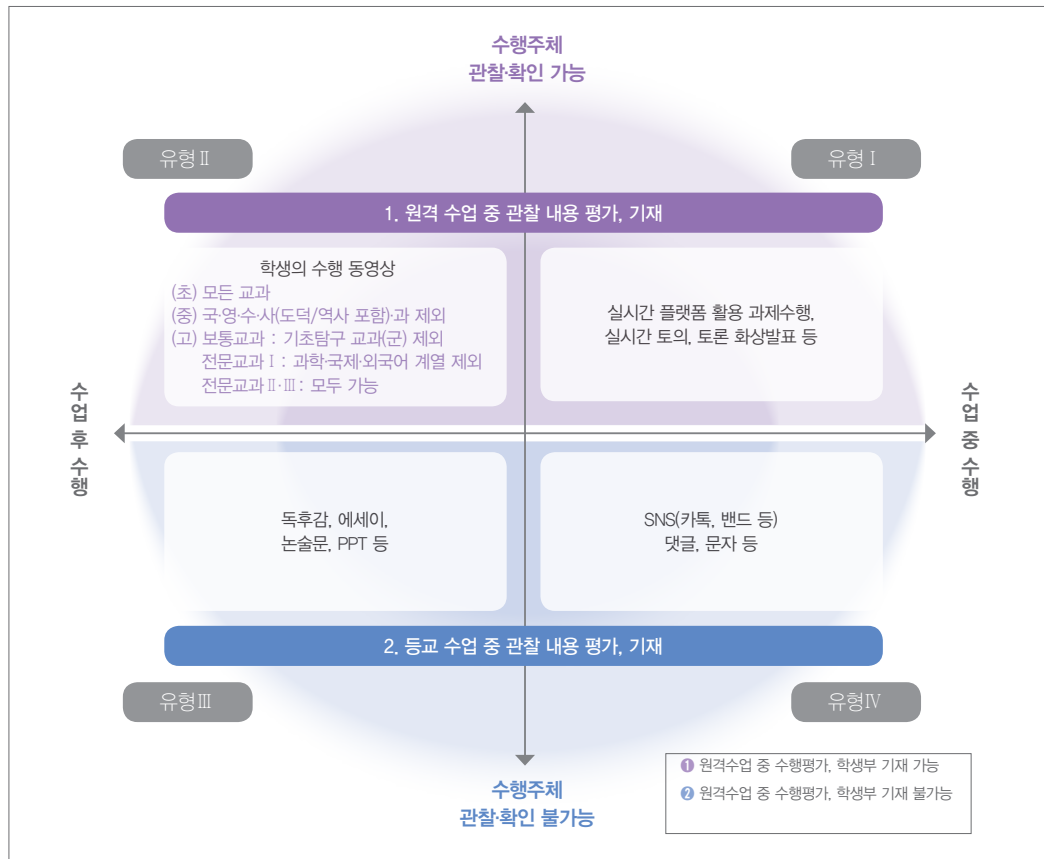 수행주체
관찰·확인 가능
유형Ⅱ
유형Ⅰ
1. 원격 수업 중 관찰 내용 평가, 기재
학생의 수행 동영상
(초) 모든 교과
(중) 국·영·수·사(도덕/역사 포함)·과 제외
(고) 보통교과 : 기초탐구 교과(군) 제외
전문교과Ⅰ : 과학·국제·외국어 계열 제외
전문교과Ⅱ·Ⅲ : 모두 가능
실시간 플랫폼 활용 과제수행,
실시간 토의, 토론 화상발표 등
수업 후 수행
수업 중 수행
독후감, 에세이,
논술문, PPT 등
SNS(카톡, 밴드 등)
댓글, 문자 등
2. 등교 수업 중 관찰 내용 평가, 기재
유형Ⅲ
유형Ⅳ
수행주체
관찰·확인 불가능
❶ 원격수업 중 수행평가, 학생부 기재 가능
❷ 원격수업 중 수행평가, 학생부 기재 불가능